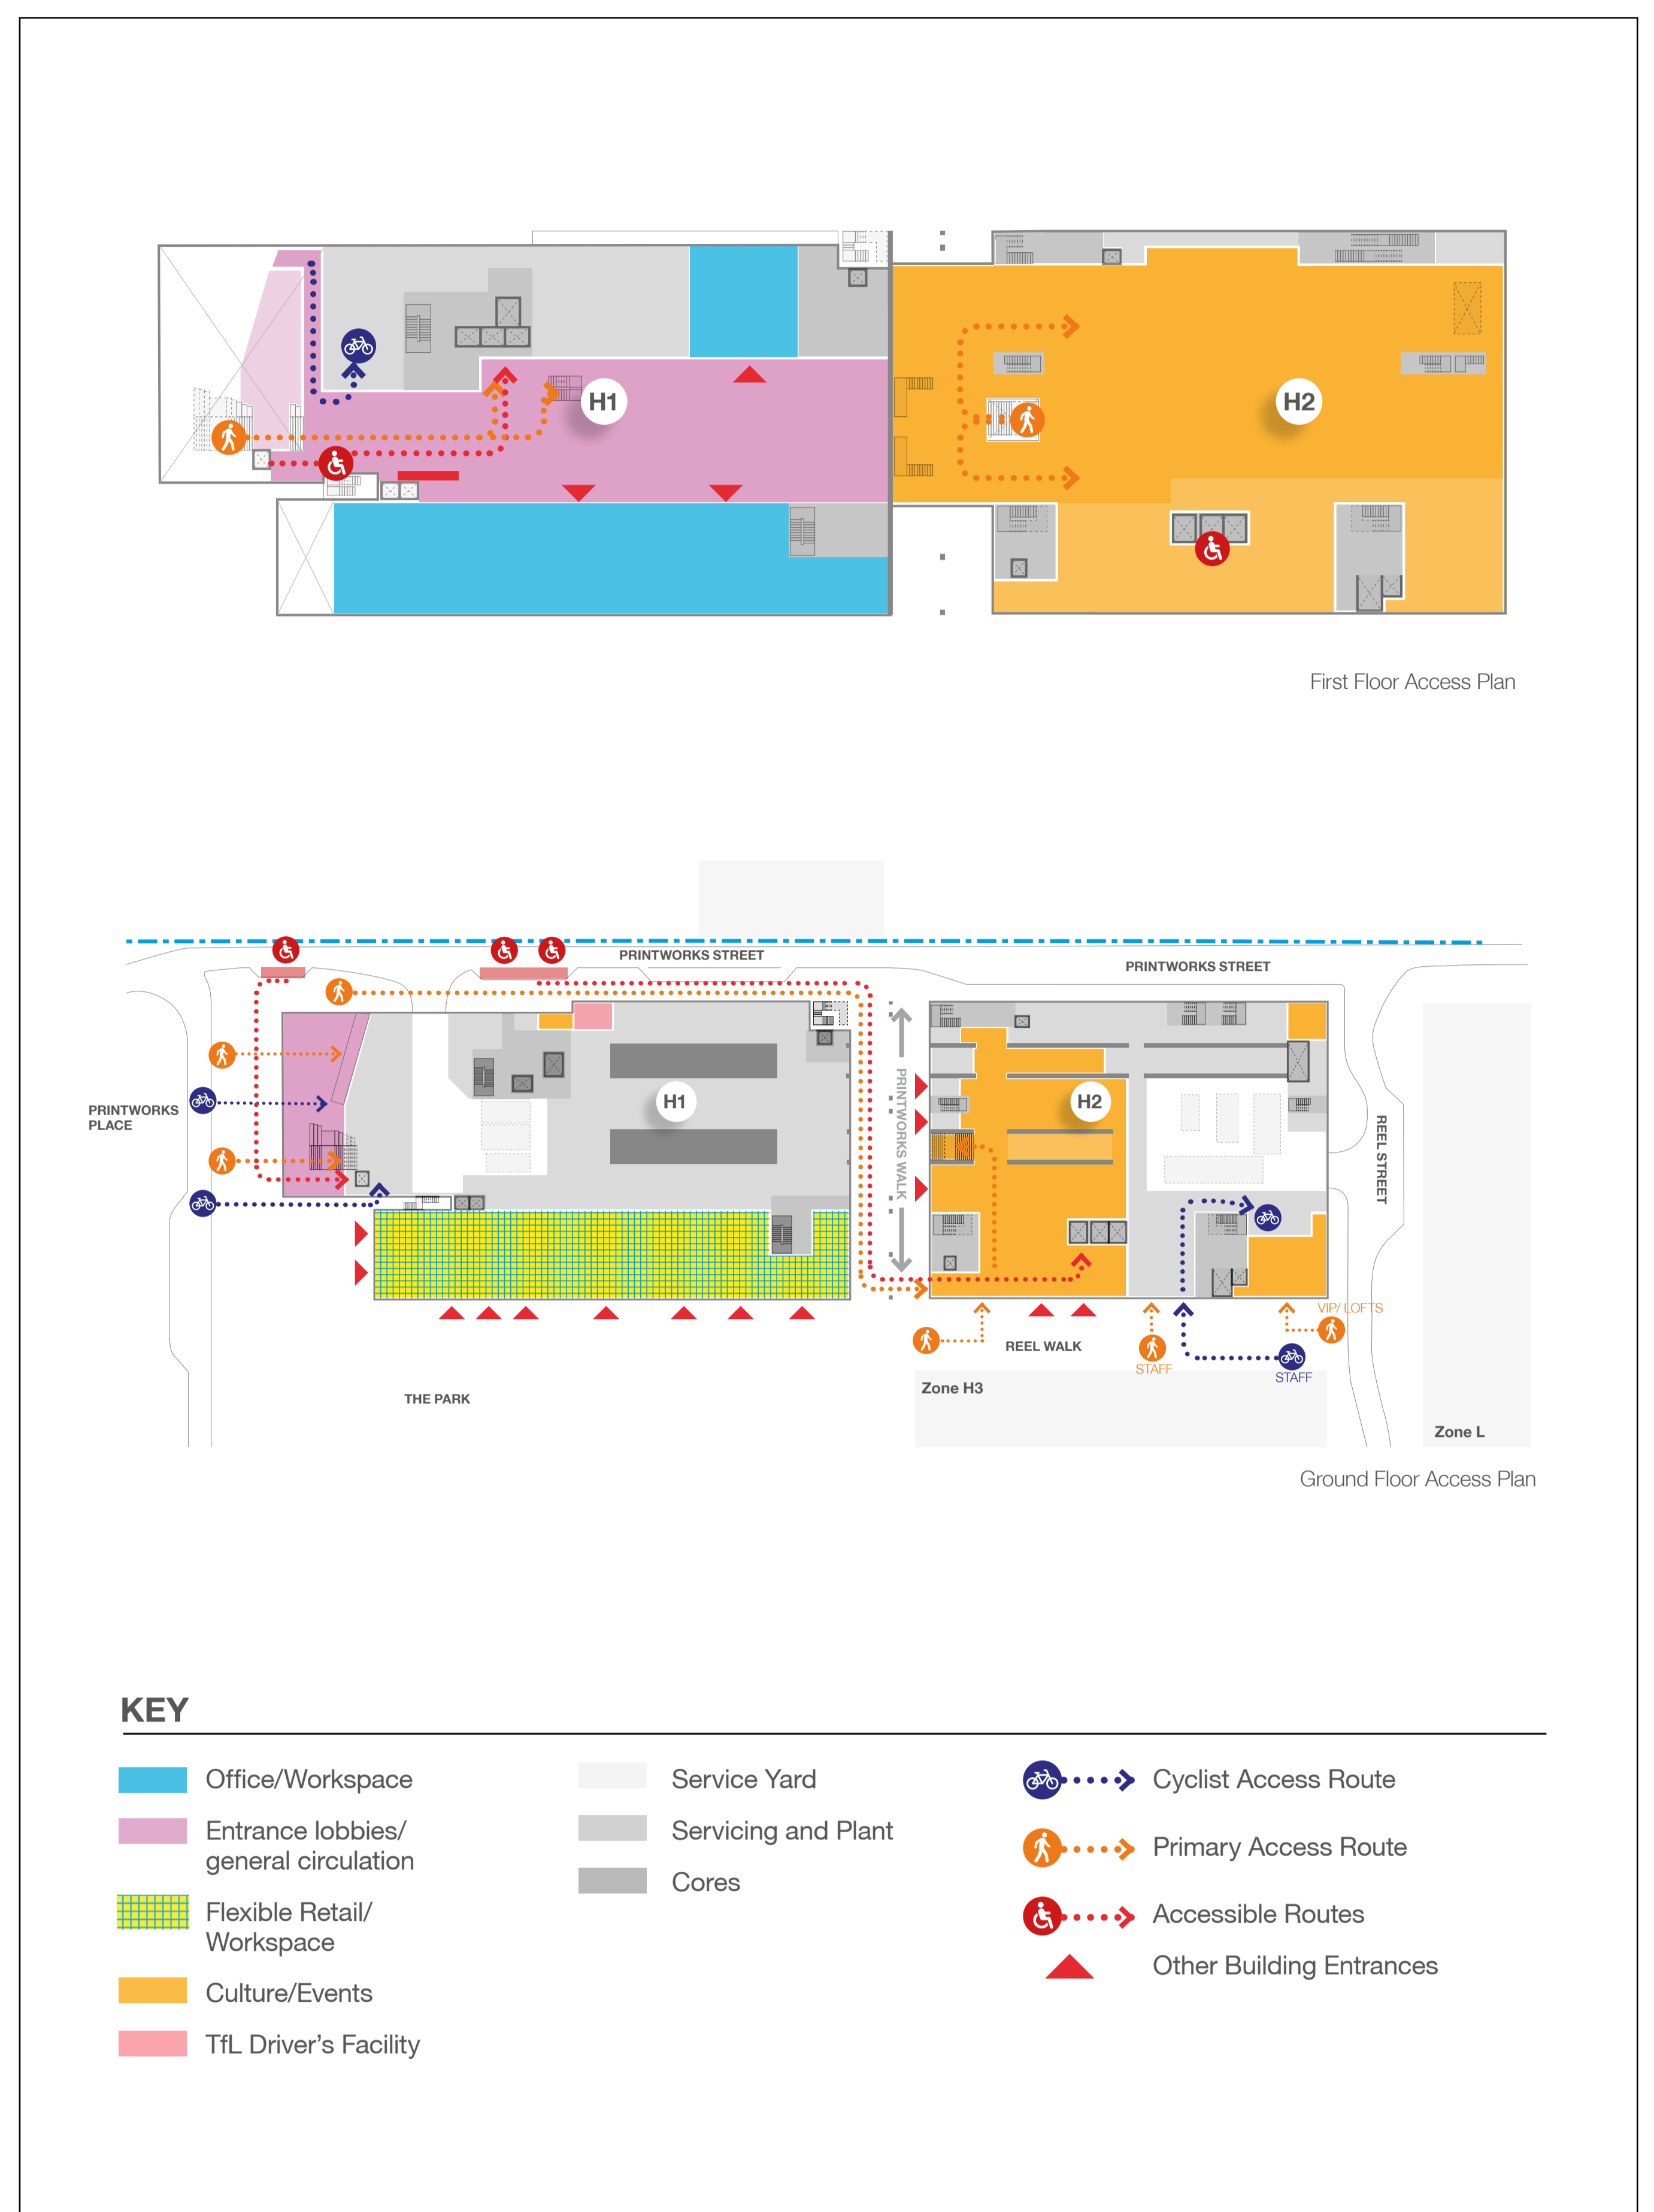 H1
H2
First Floor Access Plan
PRINTWORKS STREET
PRINTWORKS STREET
PRINTWORKS
PLACE
H1
PRINTWORKS WALK
H2
REEL STREET
VIP/ LOFTS
REEL WALK
STAFF
STAFF
THE PARK
Zone H3
Zone L
Ground Floor Access Plan
KEY
Office/Workspace
Entrance lobbies/
general circulation
Flexible Retail/
Workspace
Culture/Events
TfL Driver’s Facility
Service Yard
Servicing and Plant
Cores
Cyclist Access Route
Primary Access Route
Accessible Routes
Other Building Entrances